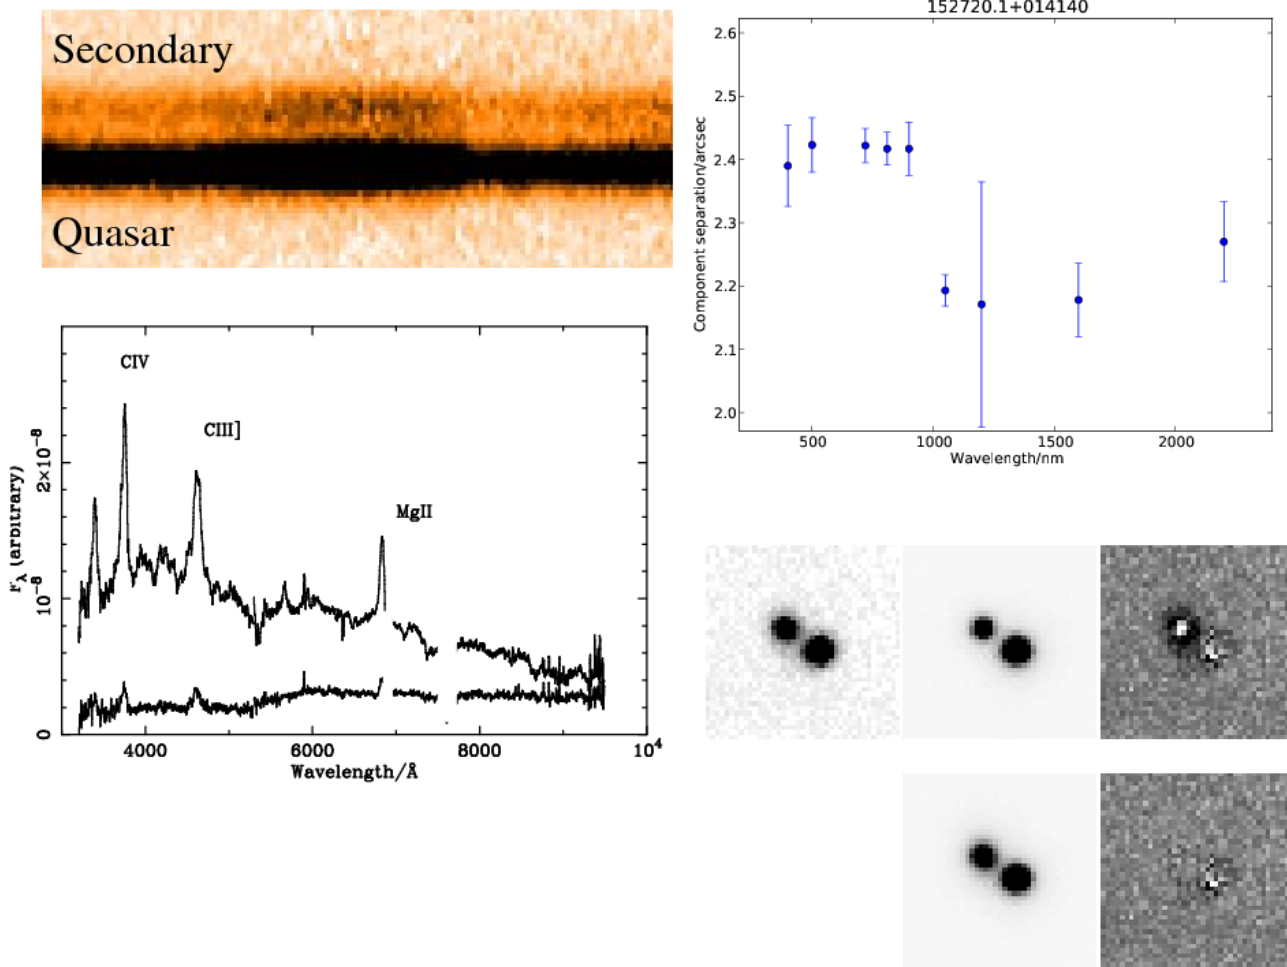 Secondary
Quasar
152720.1+014140
2.6
2.5
2.4
2.3
2.2
2.1
2.0
Component separation/arcsec
500 1000 1500 2000
Wavelength/nm
CIV
CIII]
MgII
2×10⁻⁸
10⁻⁸
0
F_λ (arbitrary)
4000 6000 8000 10⁴
Wavelength/Å